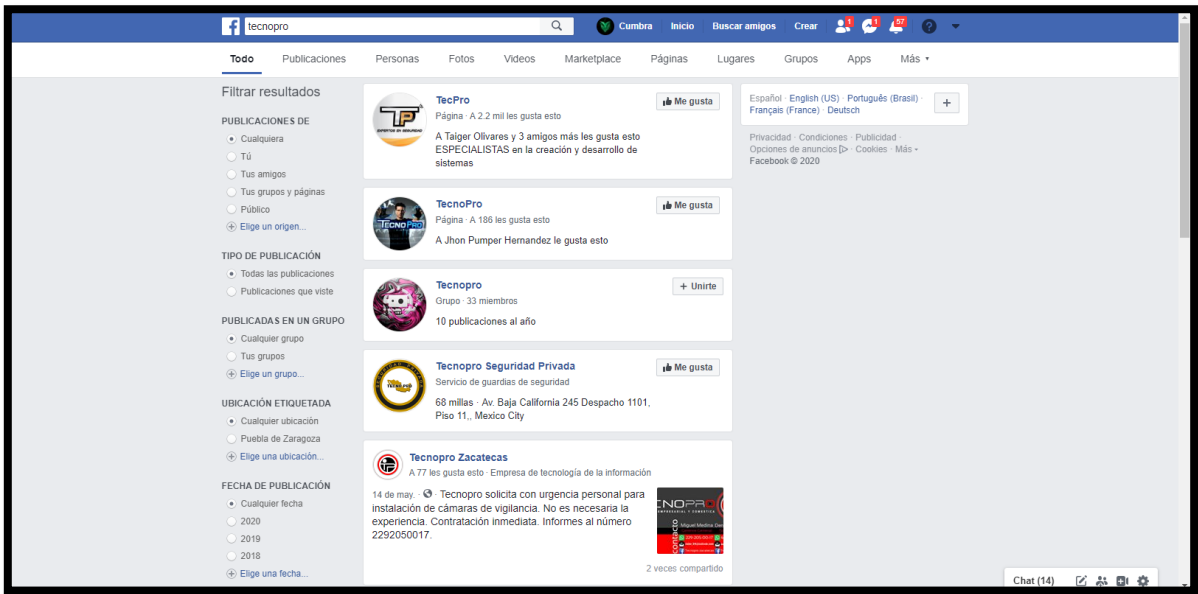 tecnopro
Cumbra Inicio Buscar amigos Crear 1 1 57
Todo Publicaciones Personas Fotos Videos Marketplace Páginas Lugares Grupos Apps Más
Filtrar resultados
PUBLICACIONES DE
Cualquiera
Tú
Tus amigos
Tus grupos y páginas
Público
Elige un origen...
TIPO DE PUBLICACIÓN
Todas las publicaciones
Publicaciones que viste
PUBLICADAS EN UN GRUPO
Cualquier grupo
Tus grupos
Elige un grupo...
UBICACIÓN ETIQUETADA
Cualquier ubicación
Puebla de Zaragoza
Elige una ubicación...
FECHA DE PUBLICACIÓN
Cualquier fecha
2020
2019
2018
Elige una fecha...
TP
EXPERTOS EN SEGURIDAD
TecPro
Me gusta
Página · A 2.2 mil les gusta esto
A Taiger Olivares y 3 amigos más les gusta esto
ESPECIALISTAS en la creación y desarrollo de
sistemas
TECNOPRO
TecnoPro
Me gusta
Página · A 186 les gusta esto
A Jhon Pumper Hernandez le gusta esto
Tecnopro
+ Unirte
Grupo · 33 miembros
10 publicaciones al año
Tecnopro Seguridad Privada
Me gusta
Servicio de guardias de seguridad
68 millas · Av. Baja California 245 Despacho 1101,
Piso 11,, Mexico City
Tecnopro Zacatecas
A 77 les gusta esto · Empresa de tecnología de la información
14 de may. · Tecnopro solicita con urgencia personal para
instalación de cámaras de vigilancia. No es necesaria la
experiencia. Contratación inmediata. Informes al número
2292050017.
CNOPRO
contacto
Miguel Medina
2 veces compartido
Español · English (US) · Português (Brasil) ·
Français (France) · Deutsch
+
Privacidad · Condiciones · Publicidad ·
Opciones de anuncios · Cookies · Más
Facebook © 2020
Chat (14)